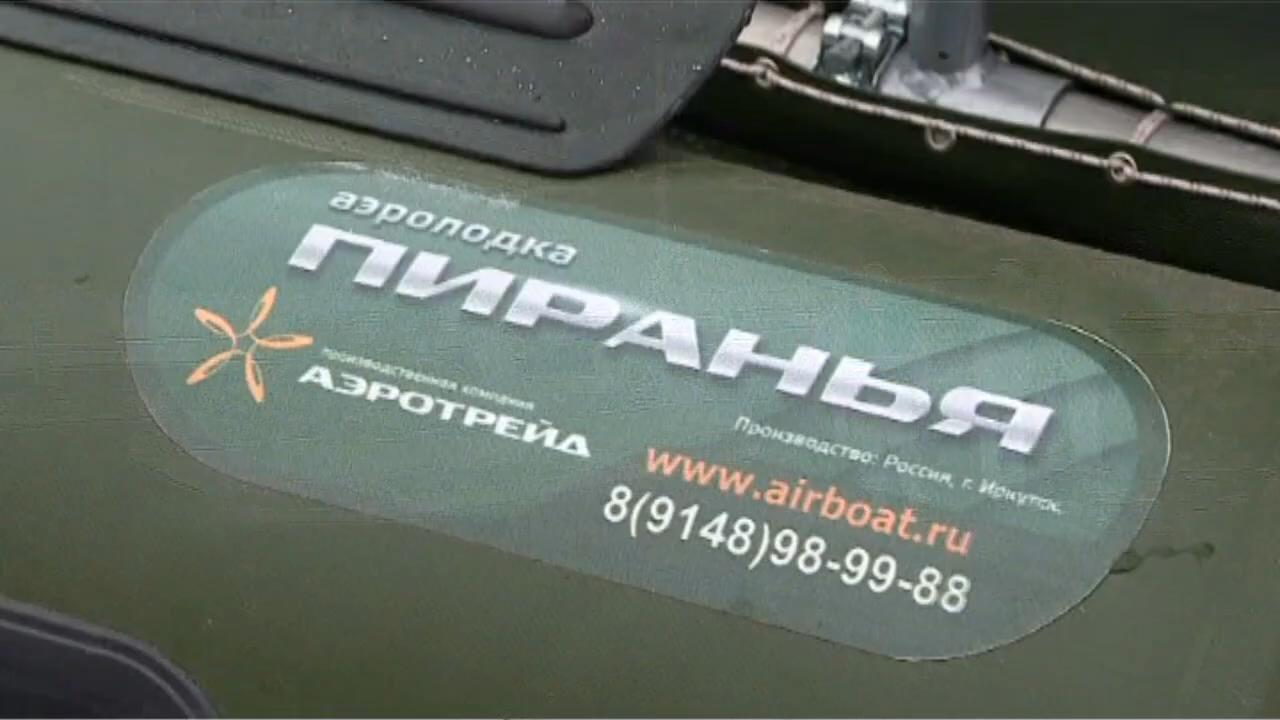 аэролодка
ПИРАНЬЯ
производственная компания
АЭРОТРЕЙД
Производство: Россия, г. Иркутск.
www.airboat.ru
8(9148)98-99-88